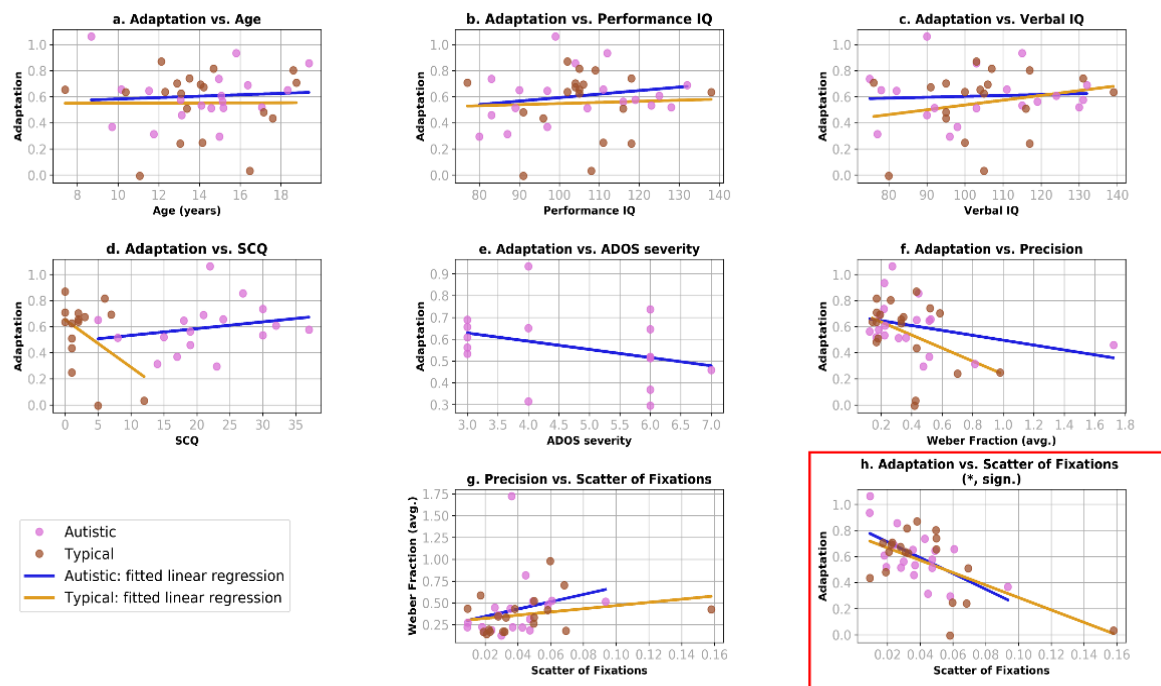 a. Adaptation vs. Age
Adaptation
1.0
0.8
0.6
0.4
0.2
0.0
8 10 12 14 16 18
Age (years)
b. Adaptation vs. Performance IQ
Adaptation
1.0
0.8
0.6
0.4
0.2
0.0
80 90 100 110 120 130 140
Performance IQ
c. Adaptation vs. Verbal IQ
Adaptation
1.0
0.8
0.6
0.4
0.2
0.0
80 90 100 110 120 130 140
Verbal IQ
d. Adaptation vs. SCQ
Adaptation
1.0
0.8
0.6
0.4
0.2
0.0
0 5 10 15 20 25 30 35
SCQ
e. Adaptation vs. ADOS severity
Adaptation
0.9
0.8
0.7
0.6
0.5
0.4
0.3
3.0 3.5 4.0 4.5 5.0 5.5 6.0 6.5 7.0
ADOS severity
f. Adaptation vs. Precision
Adaptation
1.0
0.8
0.6
0.4
0.2
0.0
0.2 0.4 0.6 0.8 1.0 1.2 1.4 1.6 1.8
Weber Fraction (avg.)
Autistic
Typical
Autistic: fitted linear regression
Typical: fitted linear regression
g. Precision vs. Scatter of Fixations
Weber Fraction (avg.)
1.75
1.50
1.25
1.00
0.75
0.50
0.25
0.02 0.04 0.06 0.08 0.10 0.12 0.14 0.16
Scatter of Fixations
h. Adaptation vs. Scatter of Fixations
(*, sign.)
Adaptation
1.0
0.8
0.6
0.4
0.2
0.0
0.02 0.04 0.06 0.08 0.10 0.12 0.14 0.16
Scatter of Fixations